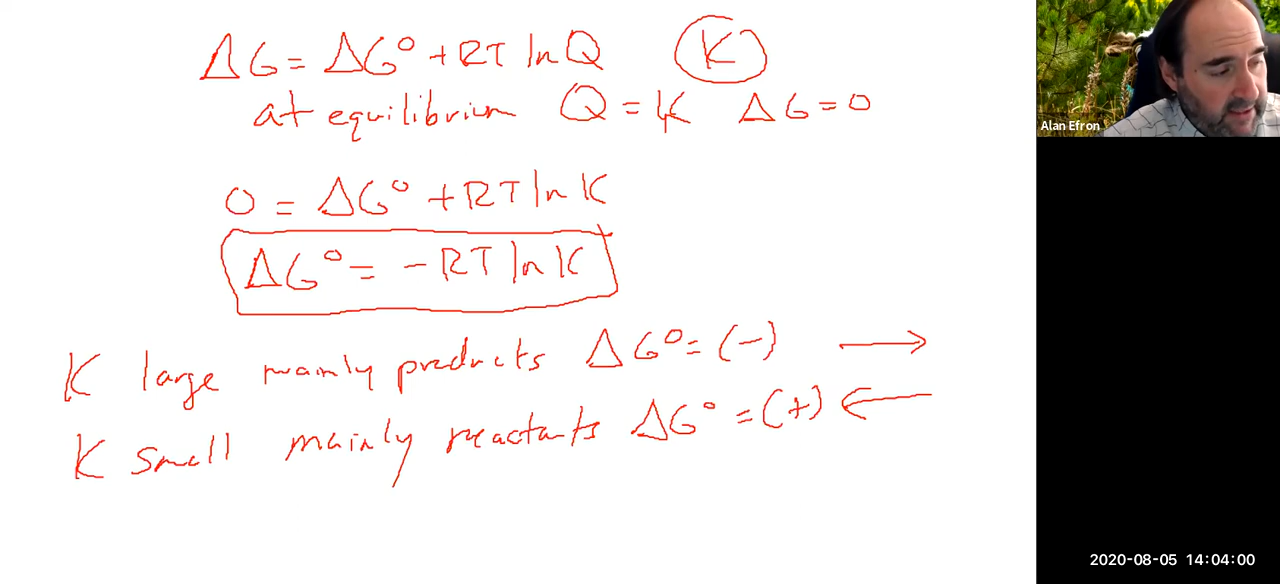 ΔG = ΔG° + RT ln Q K
at equilibrium Q = K ΔG = 0
0 = ΔG° + RT ln K
ΔG° = - RT ln K
K large mainly products ΔG° = (-) →
K small mainly reactants ΔG° = (+) ←
Alan Efron
2020-08-05 14:04:00